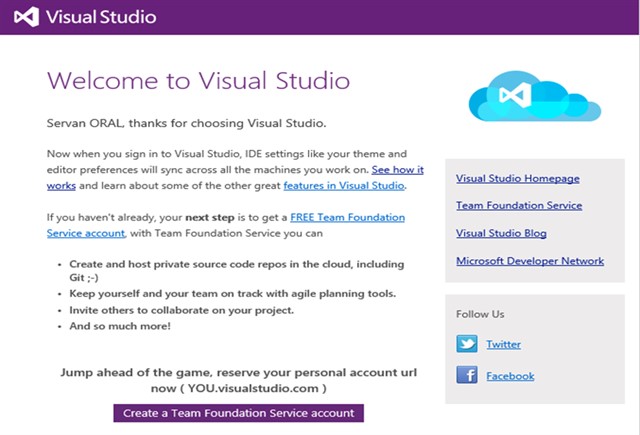 Visual Studio
Welcome to Visual Studio
Servan ORAL, thanks for choosing Visual Studio.
Now when you sign in to Visual Studio, IDE settings like your theme and
editor preferences will sync across all the machines you work on. See how it
works and learn about some of the other great features in Visual Studio.
If you haven't already, your next step is to get a FREE Team Foundation
Service account, with Team Foundation Service you can
• Create and host private source code repos in the cloud, including
Git ;-)
• Keep yourself and your team on track with agile planning tools.
• Invite others to collaborate on your project.
• And so much more!
Jump ahead of the game, reserve your personal account url
now ( YOU.visualstudio.com )
Create a Team Foundation Service account
Visual Studio Homepage
Team Foundation Service
Visual Studio Blog
Microsoft Developer Network
Follow Us
Twitter
Facebook